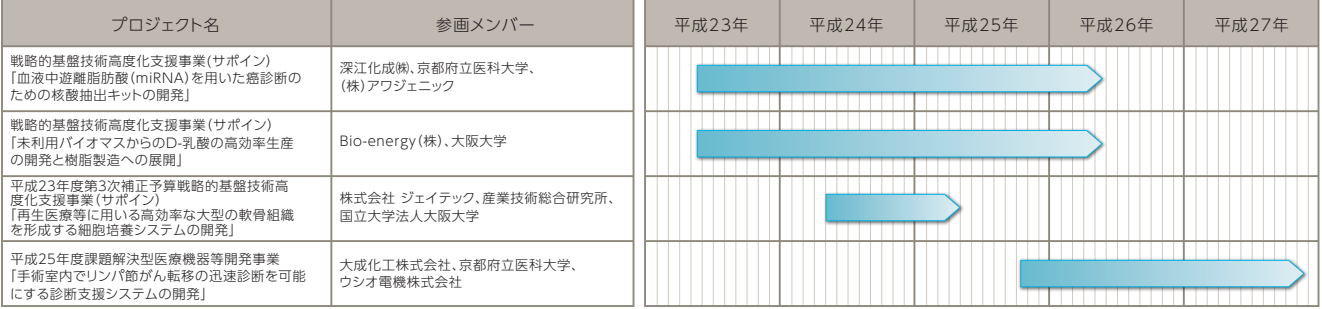 プロジェクト名
参画メンバー
平成23年
平成24年
平成25年
平成26年
平成27年
戦略的基盤技術高度化支援事業(サポイン)
「血液中遊離脂肪酸(miRNA)を用いた癌診断の
ための核酸抽出キットの開発」
深江化成㈱、京都府立医科大学、
(株)アワジェニック
戦略的基盤技術高度化支援事業(サポイン)
「未利用バイオマスからのD-乳酸の高効率生産
の開発と樹脂製造への展開」
Bio-energy(株)、大阪大学
平成23年度第3次補正予算戦略的基盤技術高
度化支援事業(サポイン)
「再生医療等に用いる高効率な大型の軟骨組織
を形成する細胞培養システムの開発」
株式会社 ジェイテック、産業技術総合研究所、
国立大学法人大阪大学
平成25年度課題解決型医療機器等開発事業
「手術室内でリンパ節がん転移の迅速診断を可能
にする診断支援システムの開発」
大成化工株式会社、京都府立医科大学、
ウシオ電機株式会社